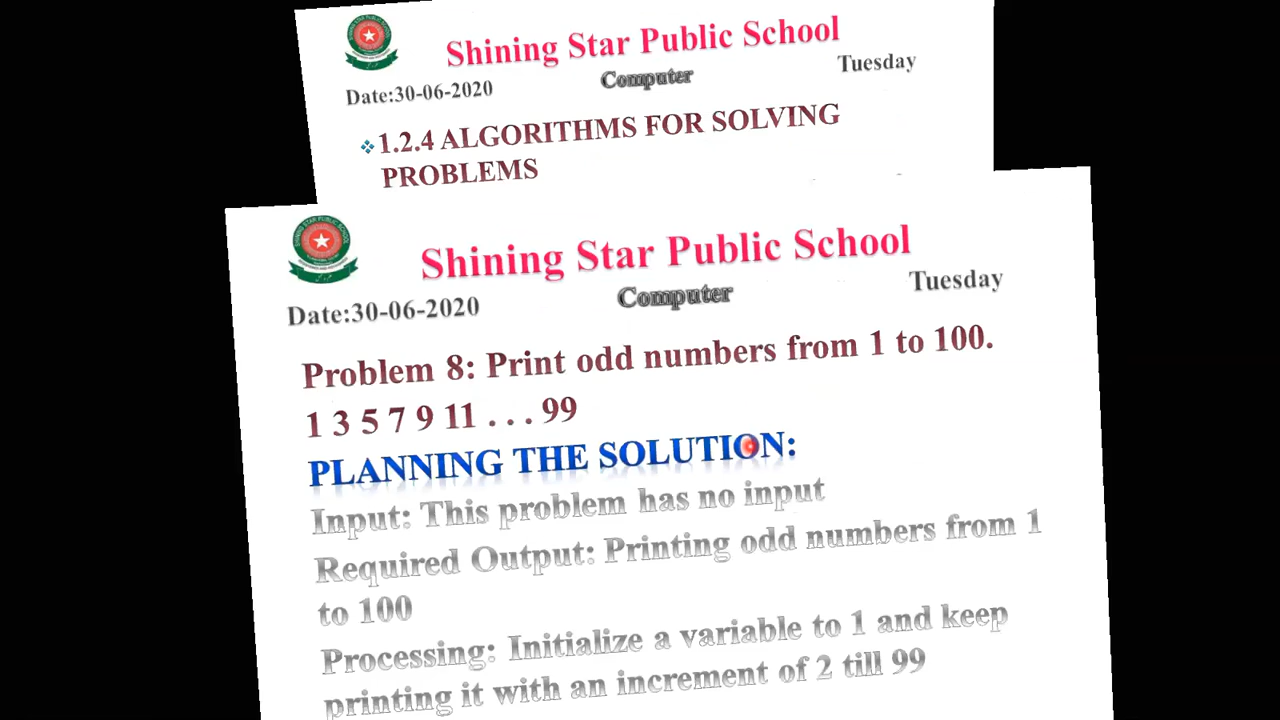 Shining Star Public School
Date:30-06-2020 Computer Tuesday
1.2.4 ALGORITHMS FOR SOLVING
PROBLEMS
SHINING STAR PUBLIC SCHOOL
Shining Star Public School
Date:30-06-2020 Computer Tuesday
Problem 8: Print odd numbers from 1 to 100.
1 3 5 7 9 11 . . . 99
PLANNING THE SOLUTION:
Input: This problem has no input
Required Output: Printing odd numbers from 1
to 100
Processing: Initialize a variable to 1 and keep
printing it with an increment of 2 till 99